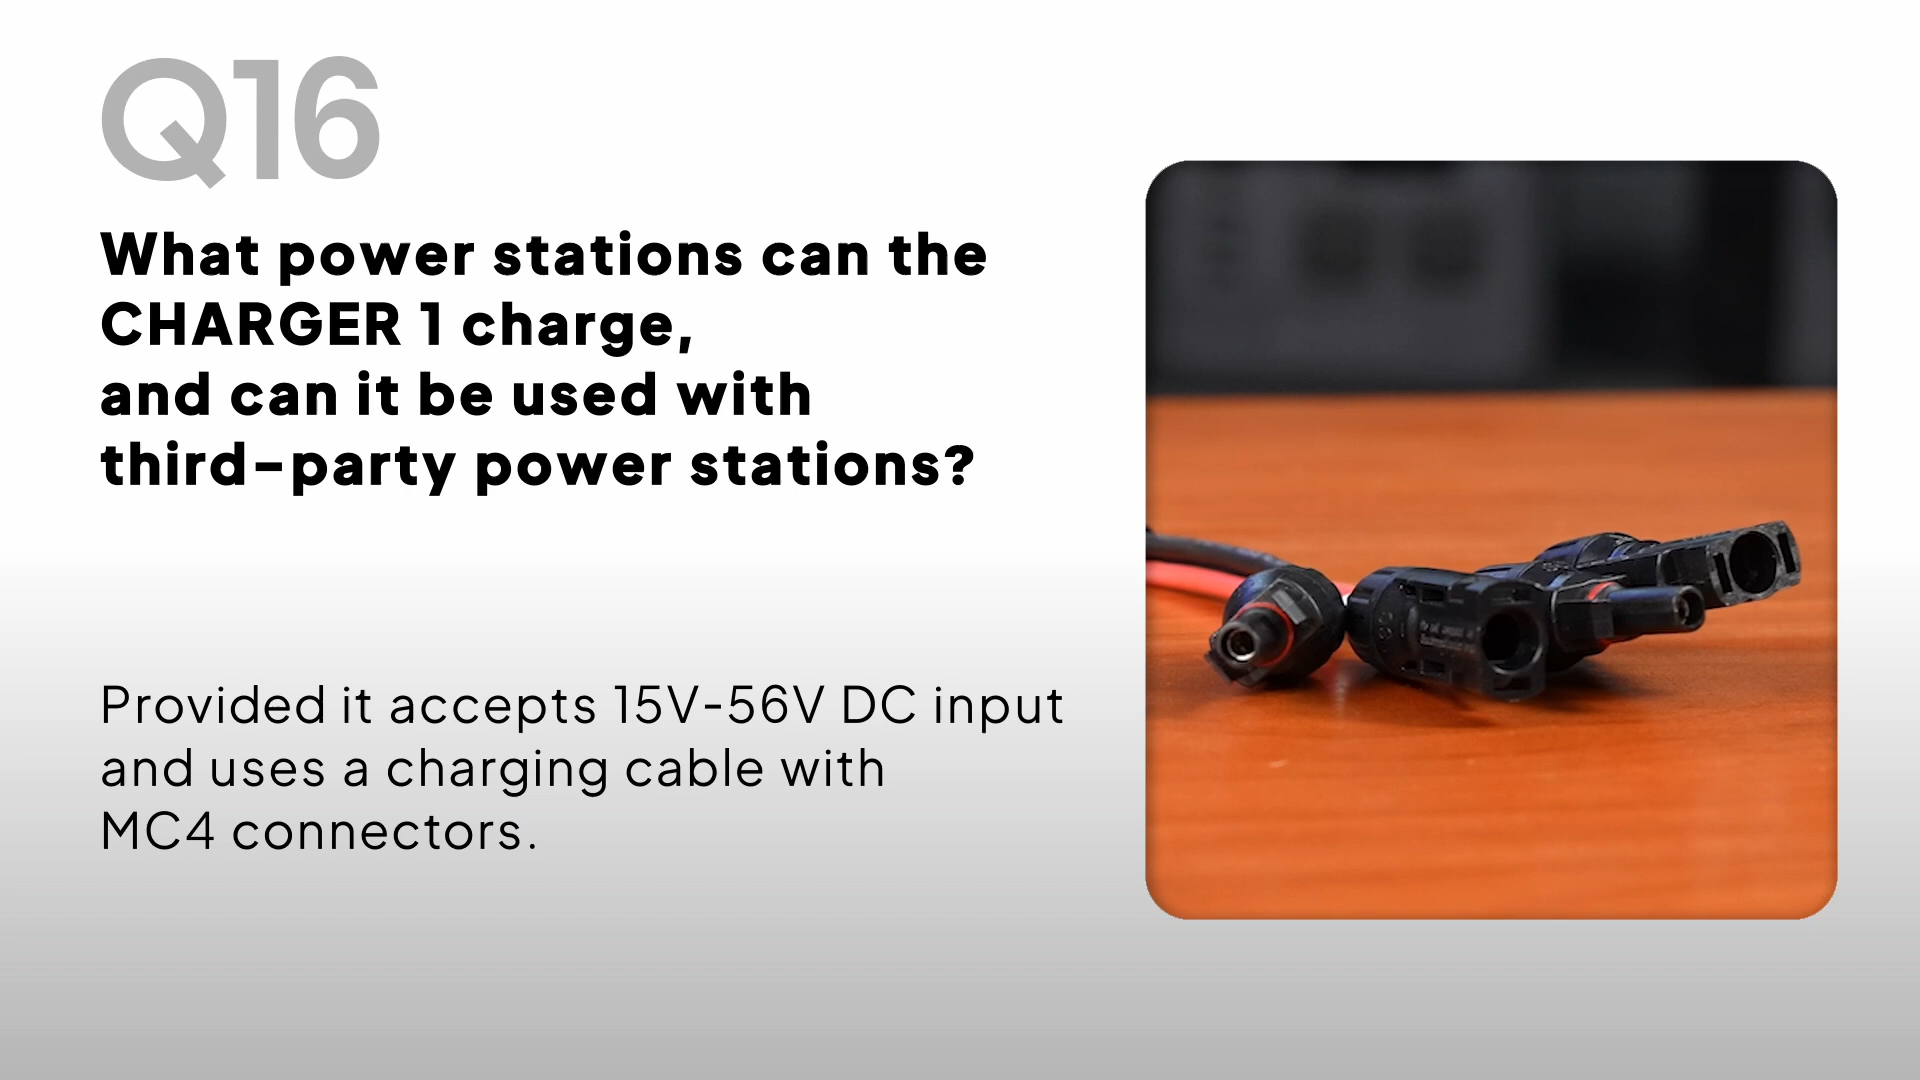 Q16
What power stations can the
CHARGER 1 charge,
and can it be used with
third-party power stations?
Provided it accepts 15V-56V DC input
and uses a charging cable with
MC4 connectors.